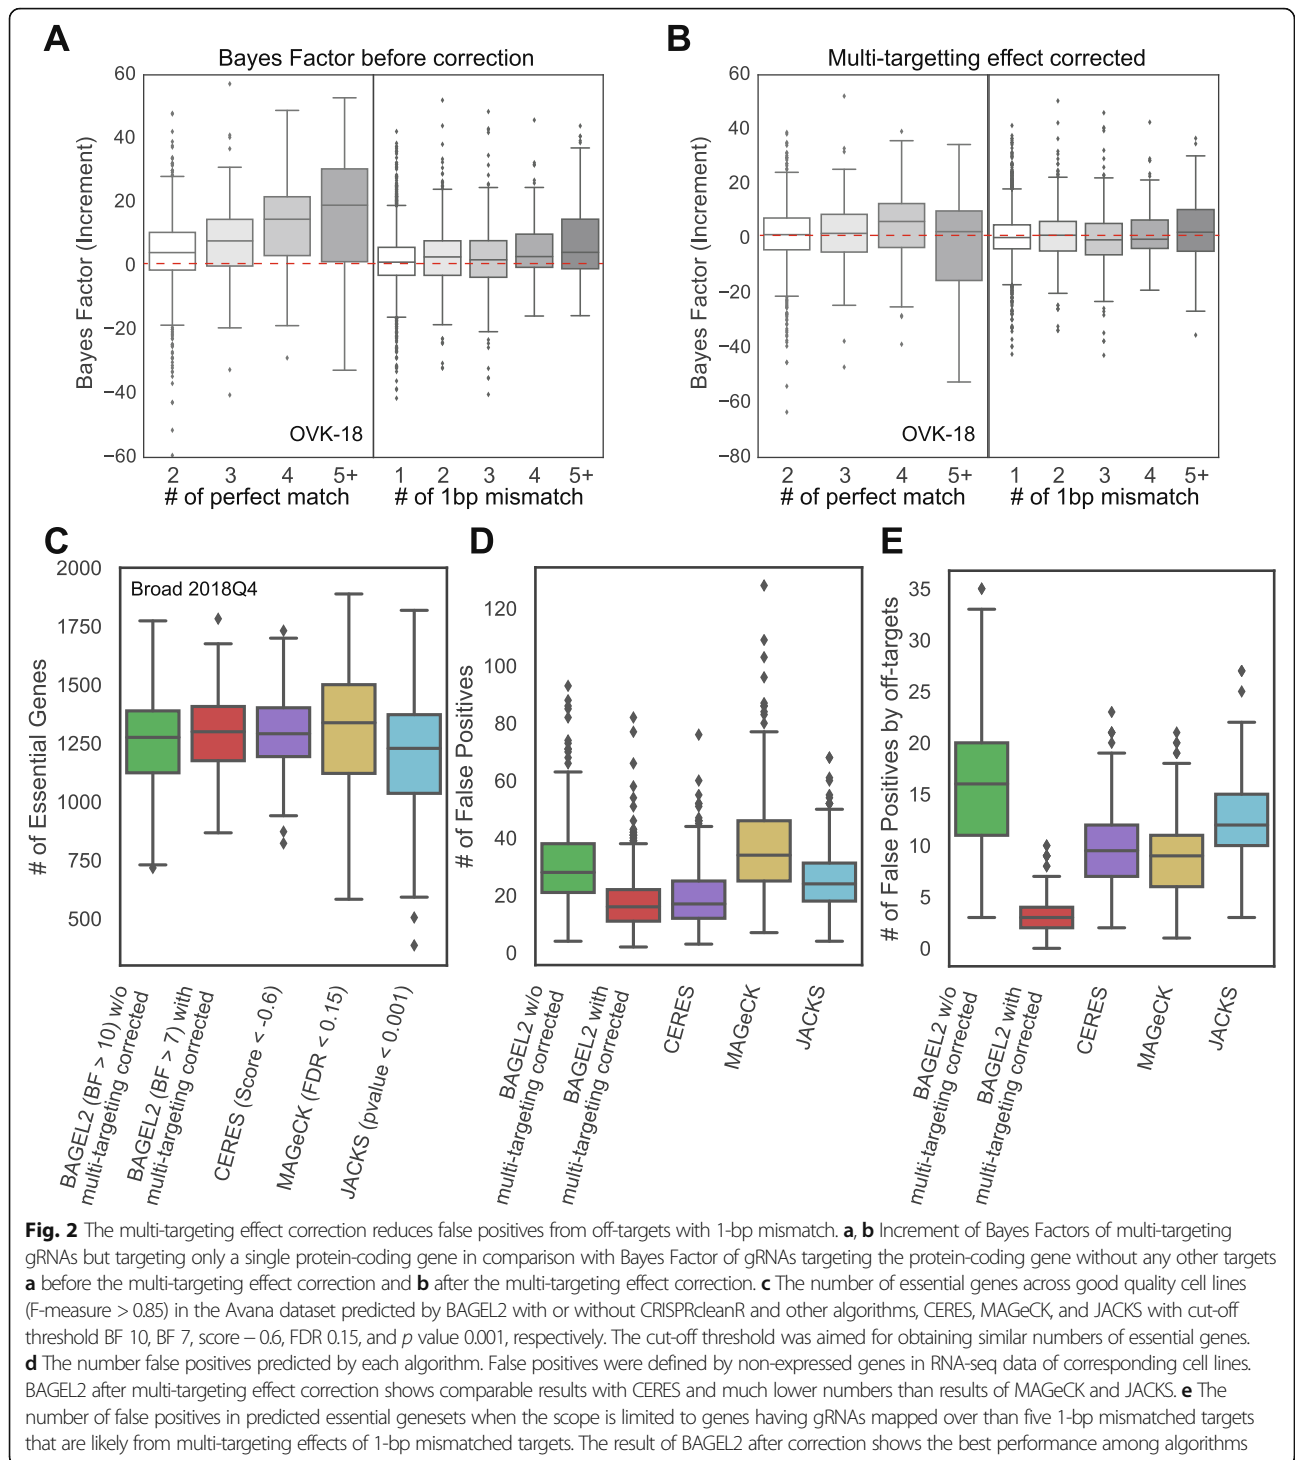 A
Bayes Factor before correction
Bayes Factor (Increment)
60
40
20
0
−20
−40
−60
OVK-18
2 3 4 5+ 1 2 3 4 5+
# of perfect match # of 1bp mismatch
B
Multi-targetting effect corrected
Bayes Factor (Increment)
60
40
20
0
−20
−40
−60
−80
OVK-18
2 3 4 5+ 1 2 3 4 5+
# of perfect match # of 1bp mismatch
C
# of Essential Genes
2000
1750
1500
1250
1000
750
500
Broad 2018Q4
BAGEL2 (BF > 10) w/o
multi-targeting corrected
BAGEL2 (BF > 7) with
multi-targeting corrected
CERES (Score < -0.6)
MAGeCK (FDR < 0.15)
JACKS (pvalue < 0.001)
D
# of False Positives
120
100
80
60
40
20
0
BAGEL2 w/o
multi-targeting corrected
BAGEL2 with
multi-targeting corrected
CERES
MAGeCK
JACKS
E
# of False Positives by off-targets
35
30
25
20
15
10
5
0
BAGEL2 w/o
multi-targeting corrected
BAGEL2 with
multi-targeting corrected
CERES
MAGeCK
JACKS
Fig. 2 The multi-targeting effect correction reduces false positives from off-targets with 1-bp mismatch. a, b Increment of Bayes Factors of multi-targeting
gRNAs but targeting only a single protein-coding gene in comparison with Bayes Factor of gRNAs targeting the protein-coding gene without any other targets
a before the multi-targeting effect correction and b after the multi-targeting effect correction. c The number of essential genes across good quality cell lines
(F-measure > 0.85) in the Avana dataset predicted by BAGEL2 with or without CRISPRcleanR and other algorithms, CERES, MAGeCK, and JACKS with cut-off
threshold BF 10, BF 7, score − 0.6, FDR 0.15, and p value 0.001, respectively. The cut-off threshold was aimed for obtaining similar numbers of essential genes.
d The number false positives predicted by each algorithm. False positives were defined by non-expressed genes in RNA-seq data of corresponding cell lines.
BAGEL2 after multi-targeting effect correction shows comparable results with CERES and much lower numbers than results of MAGeCK and JACKS. e The
number of false positives in predicted essential genesets when the scope is limited to genes having gRNAs mapped over than five 1-bp mismatched targets
that are likely from multi-targeting effects of 1-bp mismatched targets. The result of BAGEL2 after correction shows the best performance among algorithms